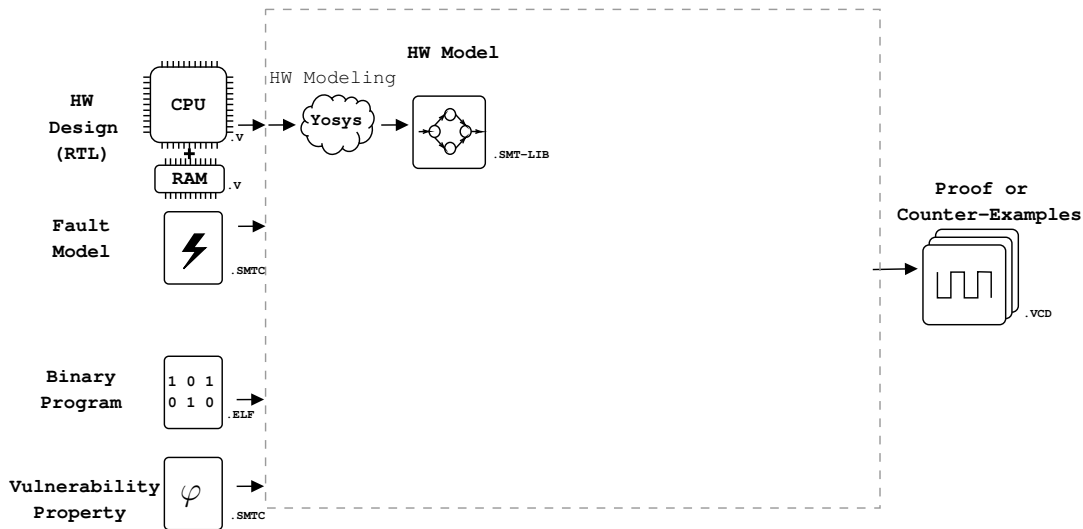 HW Model
HW Modeling
HW
Design
(RTL)
CPU
.V
+
RAM
.V
Yosys
.SMT-LIB
Fault
Model
.SMTC
Proof or
Counter-Examples
.VCD
Binary
Program
1 0 1
0 1 0
.ELF
Vulnerability
Property
φ
.SMTC